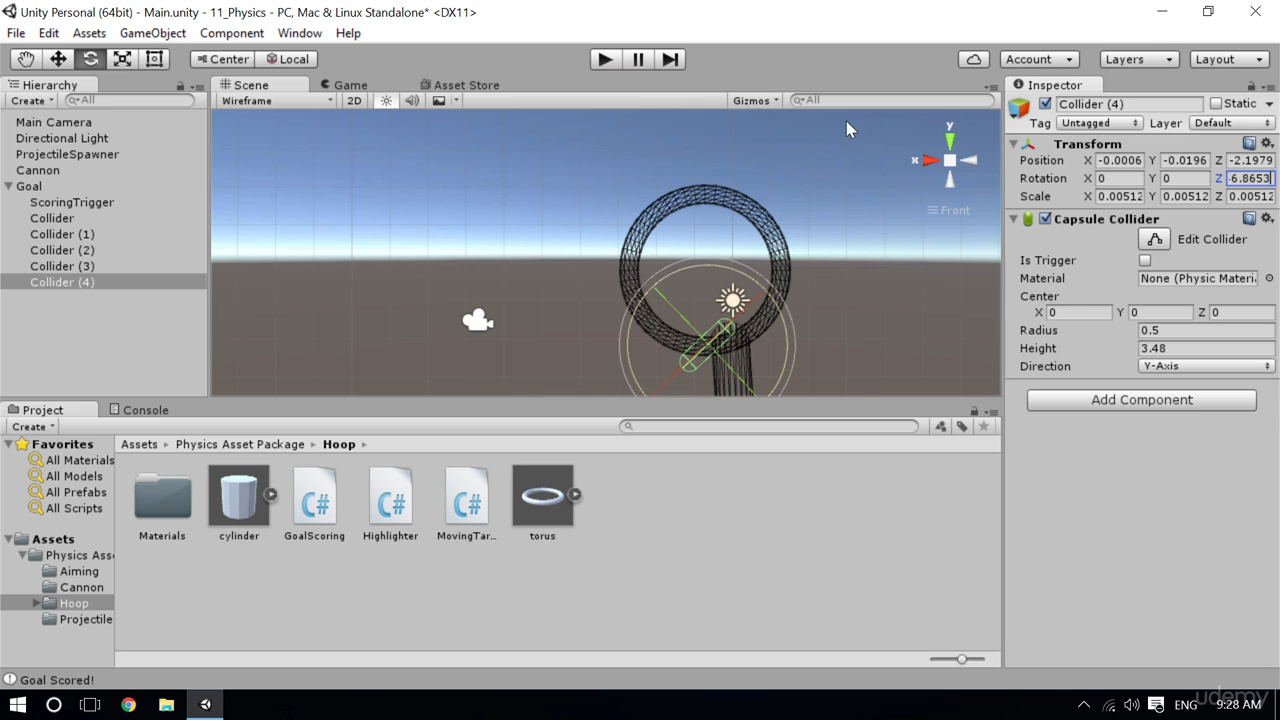 Unity Personal (64bit) - Main.unity - 11_Physics - PC, Mac & Linux Standalone* <DX11>
File Edit Assets GameObject Component Window Help
Center Local Account Layers Layout
Hierarchy Scene Game Asset Store Inspector
Create All Wireframe 2D Gizmos All Collider (4) Static
Tag Untagged Layer Default
Main Camera
Directional Light
ProjectileSpawner
Cannon
Goal
ScoringTrigger
Collider
Collider (1)
Collider (2)
Collider (3)
Collider (4)
y
x
Front
Transform
Position X -0.0006 Y -0.0196 Z -2.1979
Rotation X 0 Y 0 Z 6.8653
Scale X 0.00512 Y 0.00512 Z 0.00512
Capsule Collider
Edit Collider
Is Trigger
Material None (Physic Materi
Center
X 0 Y 0 Z 0
Radius 0.5
Height 3.48
Direction Y-Axis
Add Component
Project Console
Create
Favorites
All Materials
All Models
All Prefabs
All Scripts
Assets
Physics Ass
Aiming
Cannon
Hoop
Projectile
Assets Physics Asset Package Hoop
Materials cylinder GoalScoring Highlighter MovingTar... torus
Goal Scored!
ENG 9:28 AM
udemy